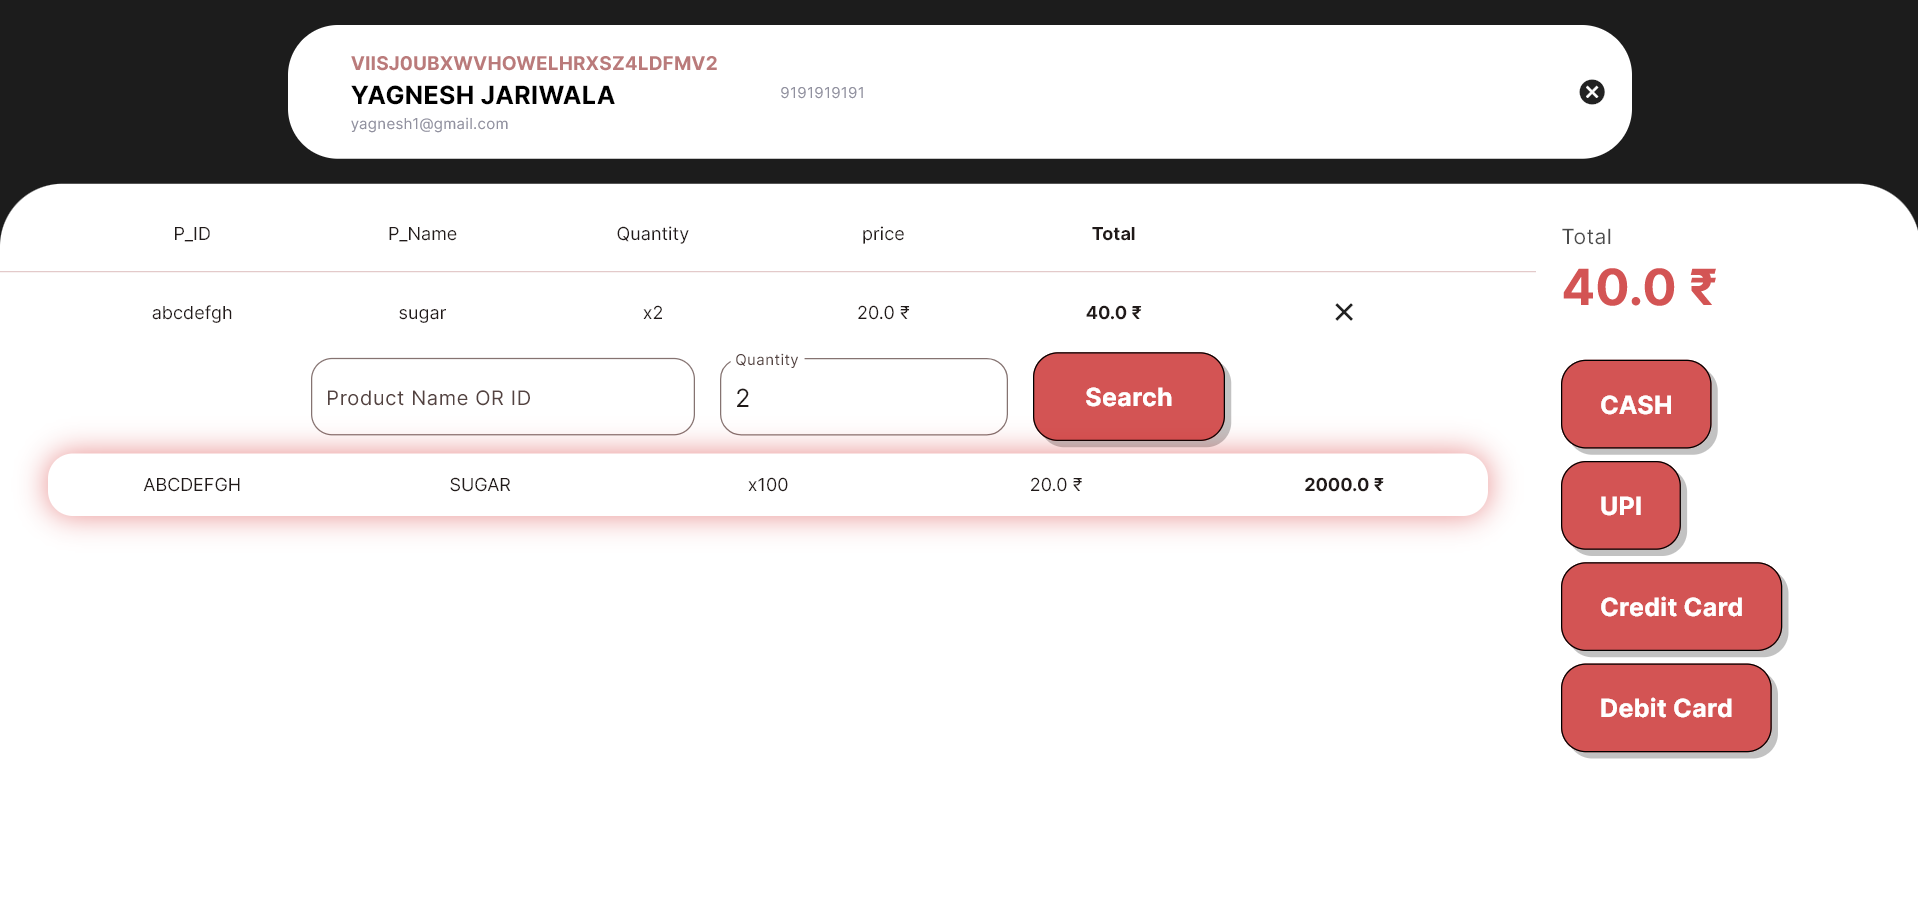 VIISJ0UBXWVHOWELHRXSZ4LDFMV2
YAGNESH JARIWALA
9191919191
yagnesh1@gmail.com
P_ID P_Name Quantity price Total
abcdefgh sugar x2 20.0 ₹ 40.0 ₹
Quantity
Product Name OR ID 2 Search
ABCDEFGH SUGAR x100 20.0 ₹ 2000.0 ₹
Total
40.0 ₹
CASH
UPI
Credit Card
Debit Card